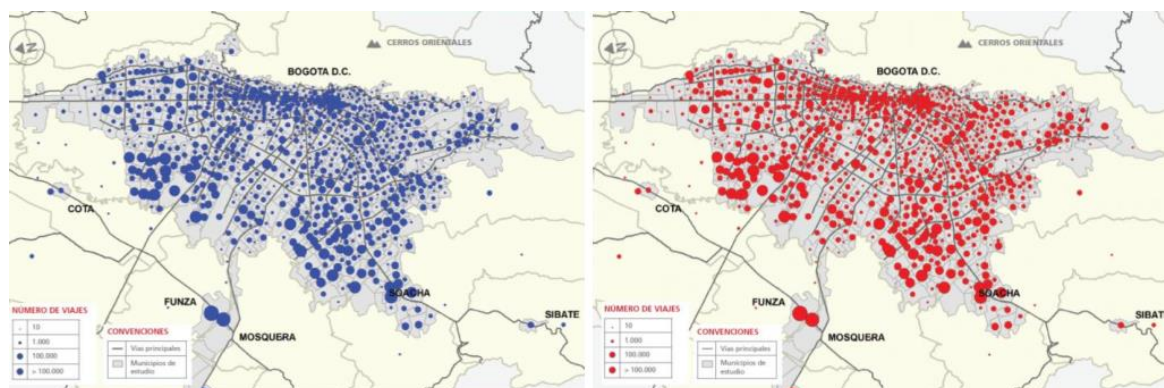 N
CERROS ORIENTALES
BOGOTA D.C.
COTA
FUNZA
MOSQUERA
SOACHA
SIBATE
NÚMERO DE VIAJES
10
1.000
100.000
> 100.000
CONVENCIONES
Vías principales
Municipios de
estudio
N
CERROS ORIENTALES
BOGOTA D.C.
COTA
FUNZA
MOSQUERA
SOACHA
SIBATE
NÚMERO DE VIAJES
10
1.000
100.000
> 100.000
CONVENCIONES
Vías principales
Municipios de
estudio